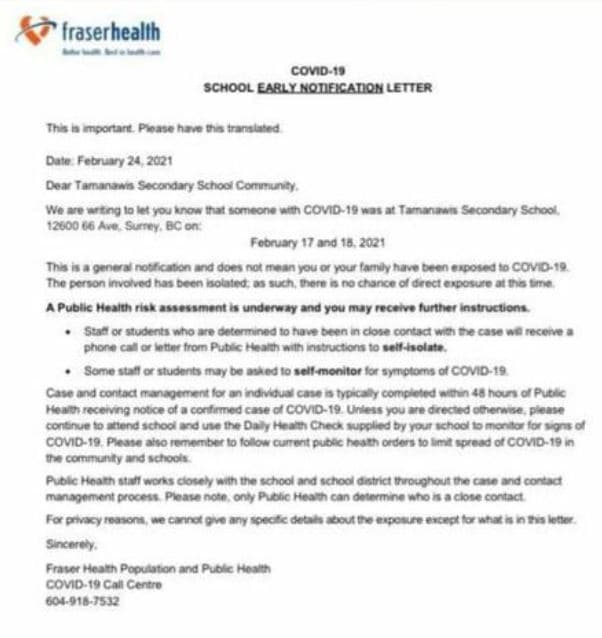 fraserhealth
Better health. Best in health care.
COVID-19
SCHOOL EARLY NOTIFICATION LETTER
This is important. Please have this translated.
Date: February 24, 2021
Dear Tamanawis Secondary School Community,
We are writing to let you know that someone with COVID-19 was at Tamanawis Secondary School,
12600 66 Ave, Surrey, BC on:
February 17 and 18, 2021
This is a general notification and does not mean you or your family have been exposed to COVID-19.
The person involved has been isolated; as such, there is no chance of direct exposure at this time.
A Public Health risk assessment is underway and you may receive further instructions.
• Staff or students who are determined to have been in close contact with the case will receive a
phone call or letter from Public Health with instructions to self-isolate.
• Some staff or students may be asked to self-monitor for symptoms of COVID-19.
Case and contact management for an individual case is typically completed within 48 hours of Public
Health receiving notice of a confirmed case of COVID-19. Unless you are directed otherwise, please
continue to attend school and use the Daily Health Check supplied by your school to monitor for signs of
COVID-19. Please also remember to follow current public health orders to limit spread of COVID-19 in
the community and schools.
Public Health staff works closely with the school and school district throughout the case and contact
management process. Please note, only Public Health can determine who is a close contact.
For privacy reasons, we cannot give any specific details about the exposure except for what is in this letter.
Sincerely,
Fraser Health Population and Public Health
COVID-19 Call Centre
604-918-7532